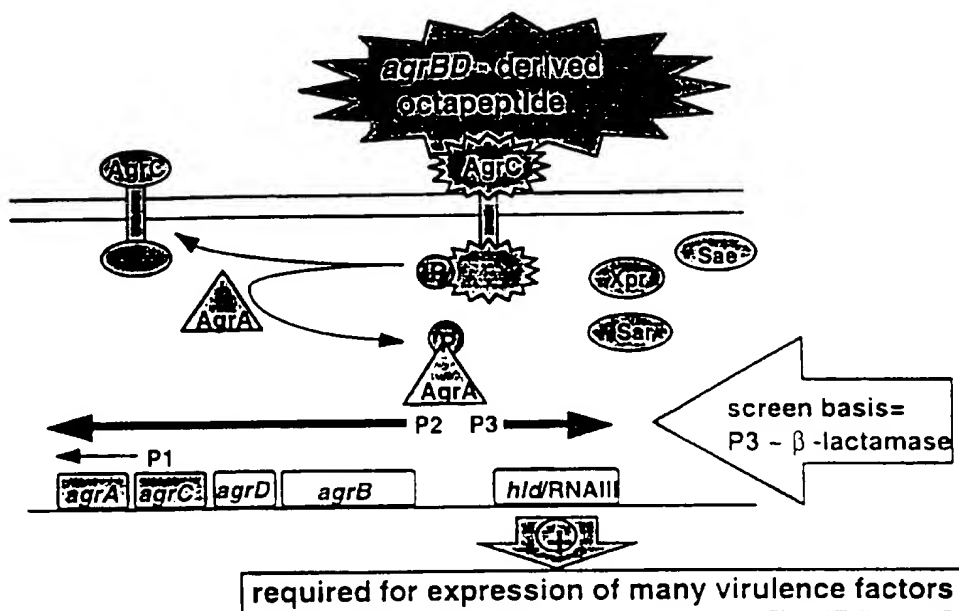 agrBD - derived
octapeptide
AgrC
AgrC
P
Sae
Xpr
Sar
AgrA
P
AgrA
P2 P3
screen basis=
P3 ~ β-lactamase
P1
agrA agrC agrD agrB hld/RNAIII
+
required for expression of many virulence factors